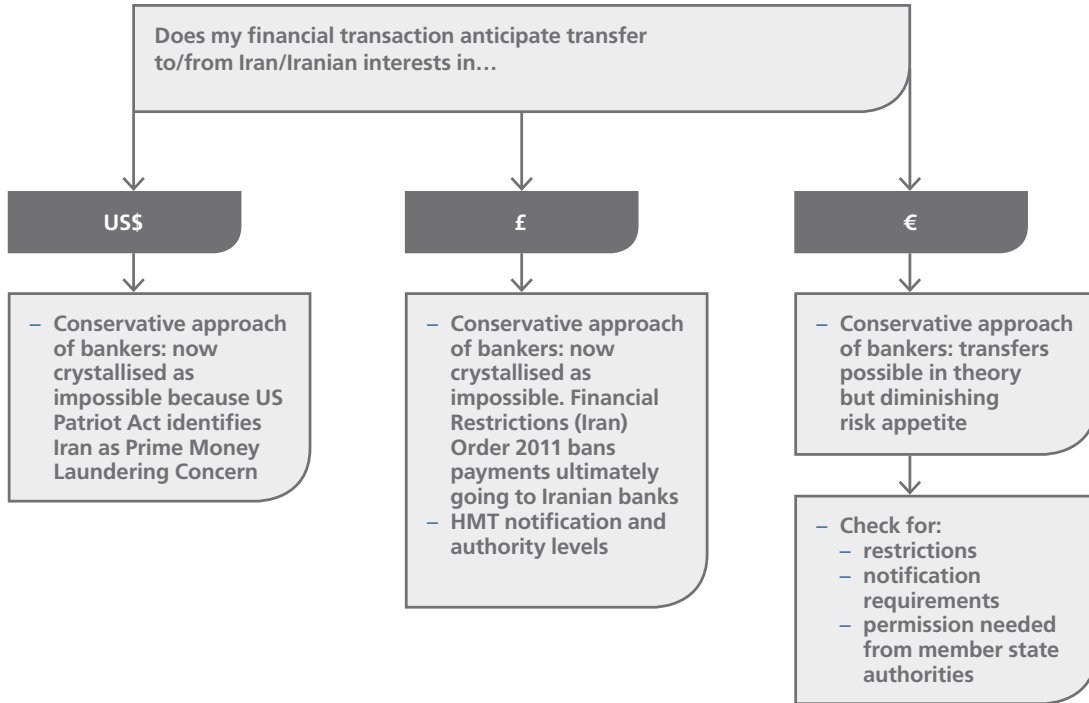 Does my financial transaction anticipate transfer
to/from Iran/Iranian interests in…
US$
£
€
– Conservative approach
of bankers: now
crystallised as
impossible because US
Patriot Act identifies
Iran as Prime Money
Laundering Concern
– Conservative approach
of bankers: now
crystallised as
impossible. Financial
Restrictions (Iran)
Order 2011 bans
payments ultimately
going to Iranian banks
– HMT notification and
authority levels
– Conservative approach
of bankers: transfers
possible in theory
but diminishing
risk appetite
– Check for:
– restrictions
– notification
requirements
– permission needed
from member state
authorities